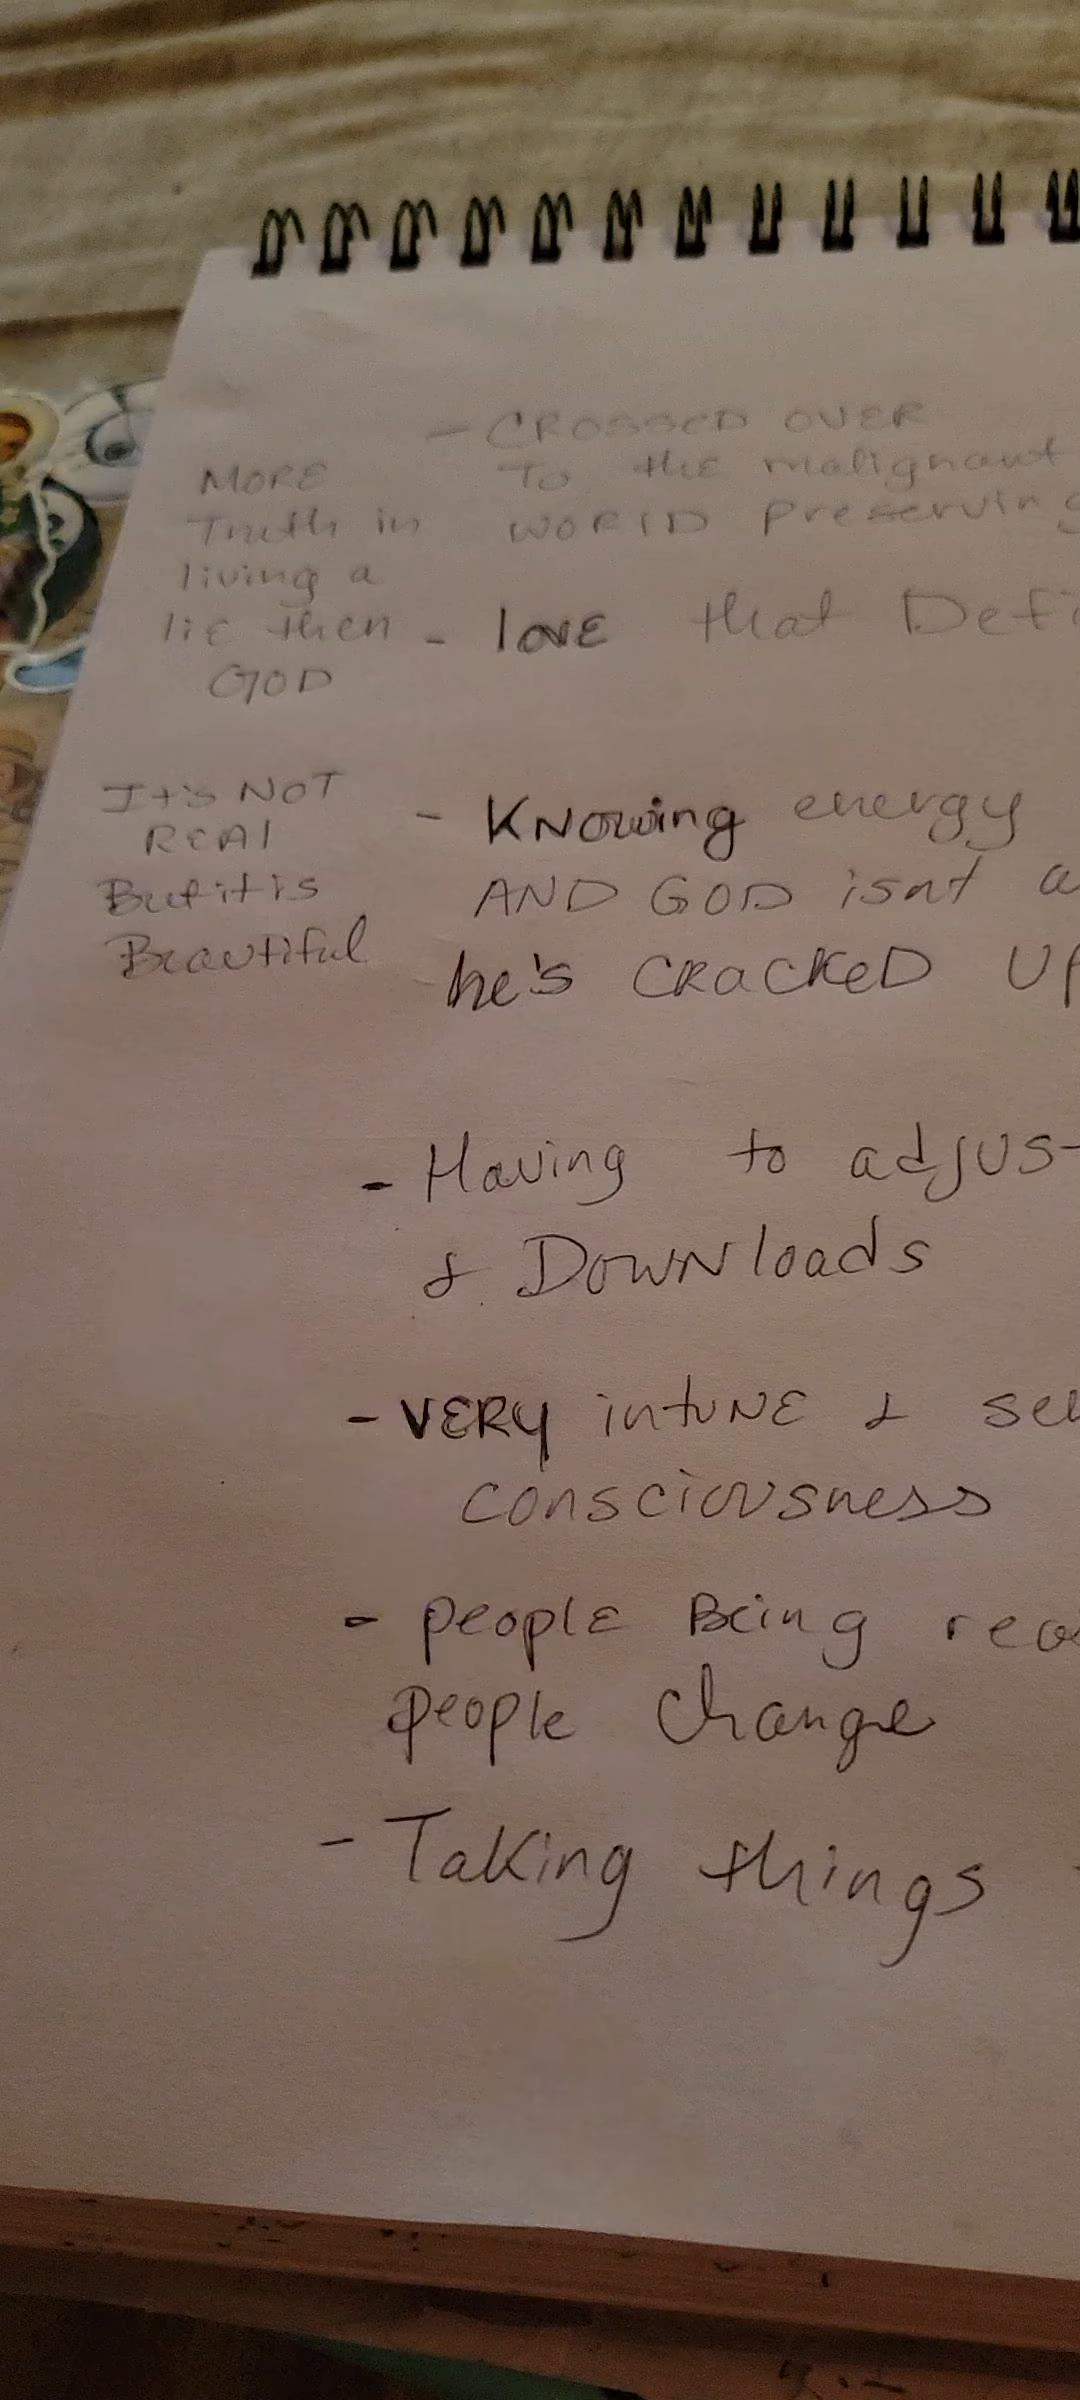 - CROSSED OVER
To the malignant
WORLD Preserving
- love that
- KNOwing energy
AND GOD isnt
he's CRACKED UP
- Having to
& DOWNloads
- VERY intUNE &
consciousness
- people Being
people change
- Taking things
MORE
Truth in
living a
lie then
GOD
It's NOT
REAl
But it is
Beautiful